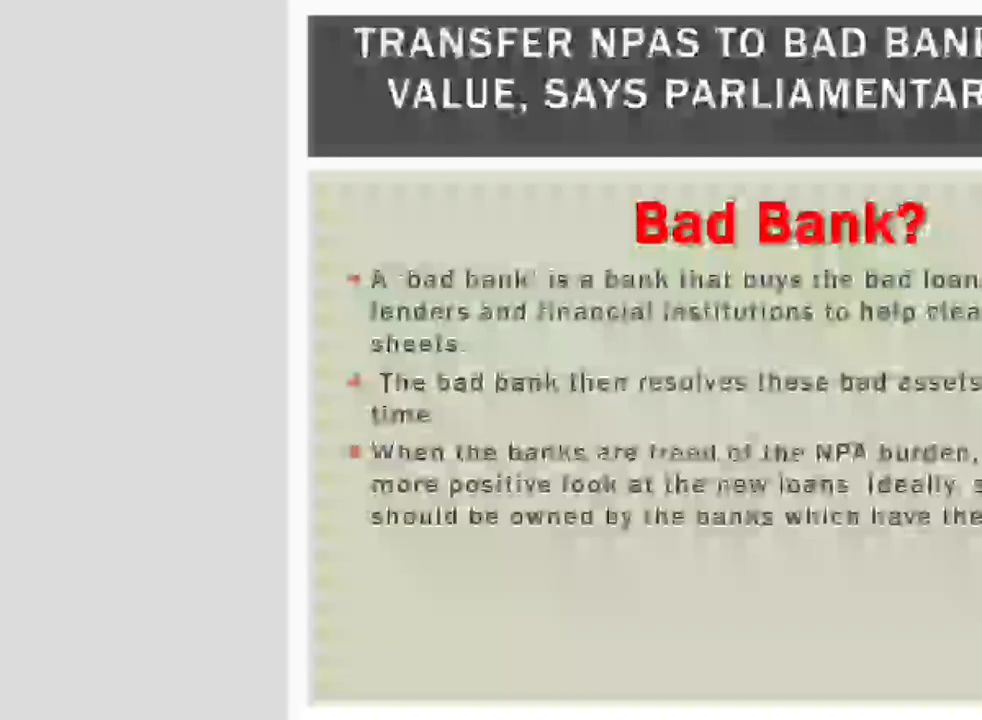 TRANSFER NPAS TO BAD BANK
VALUE, SAYS PARLIAMENTAR
Bad Bank?
A 'bad bank' is a bank that buys the bad loan
lenders and financial institutions to help clea
sheets.
The bad bank then resolves these bad assets
time.
When the banks are freed of the NPA burden,
more positive look at the new loans. Ideally, s
should be owned by the banks which have the